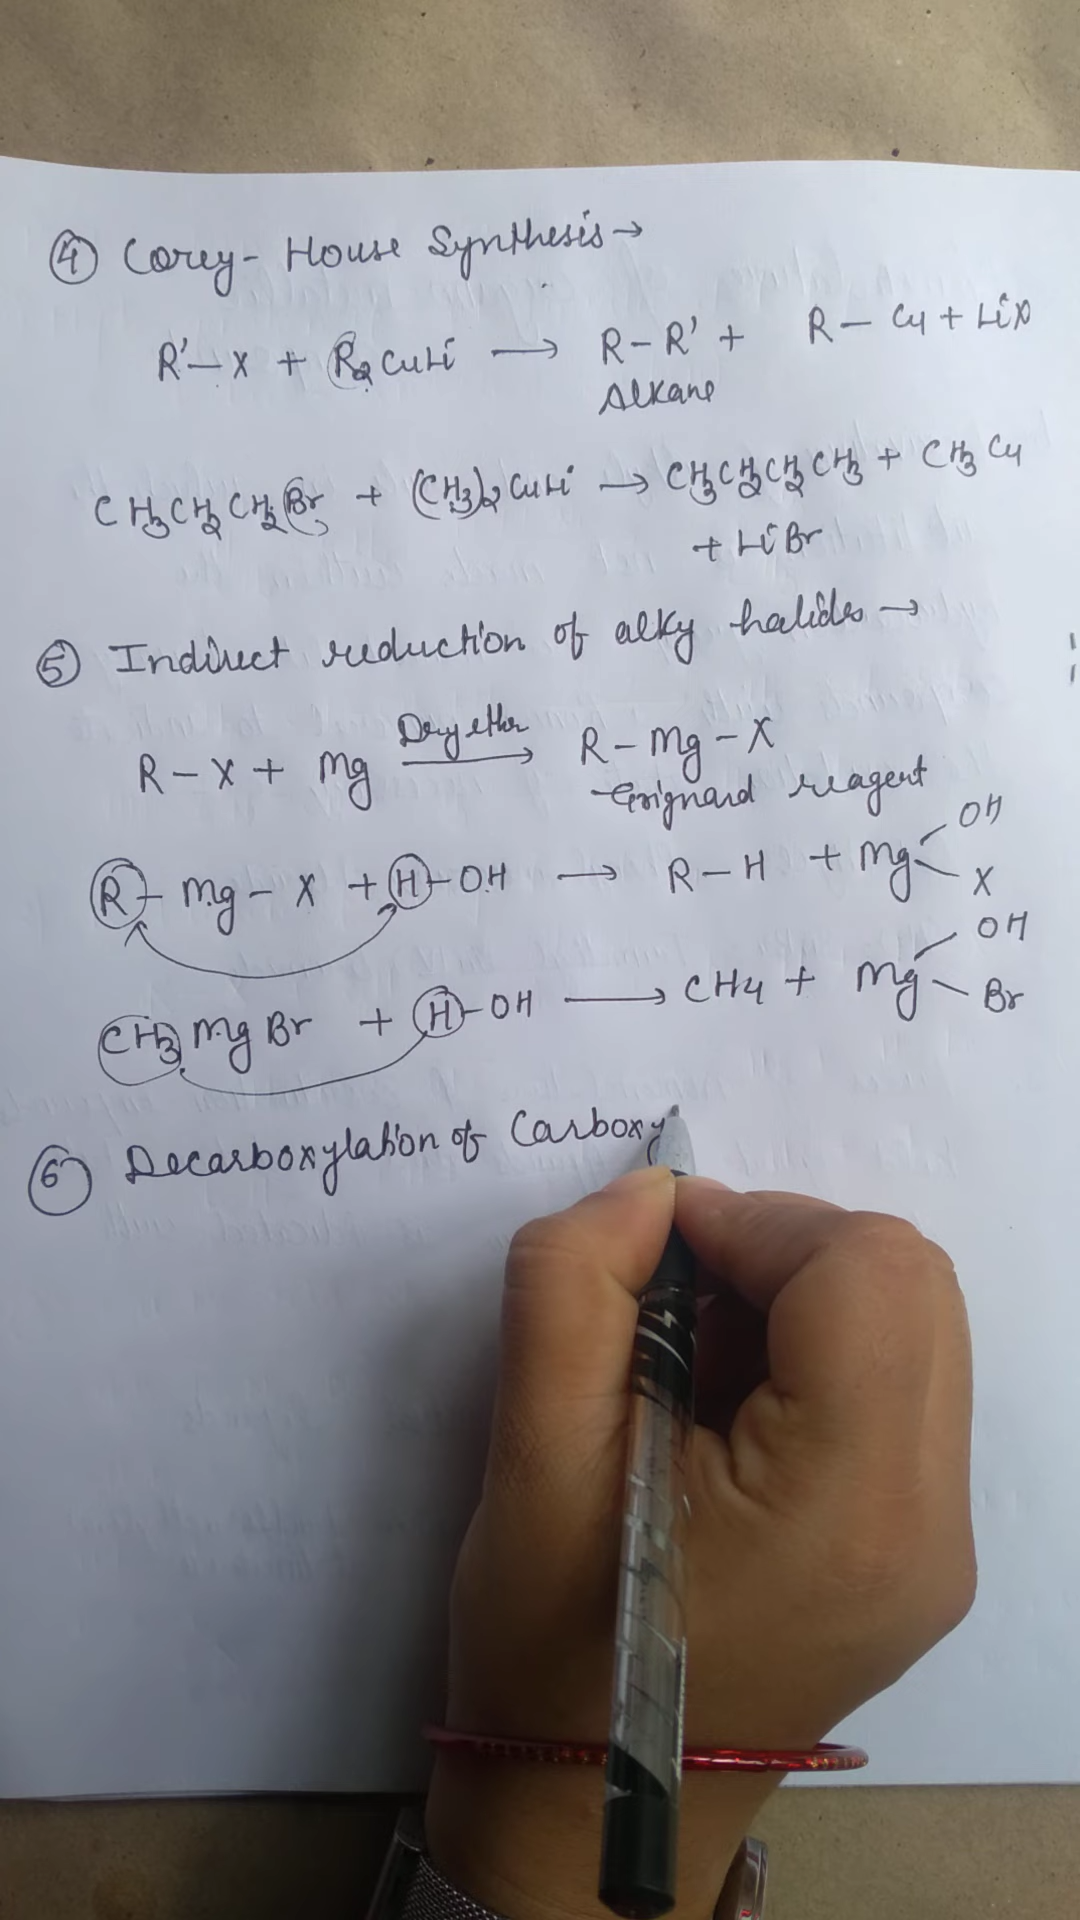 ④ Corey-House Synthesis →
R'-X + R₂CuLi → R-R' + R-Cu + LiX
Alkane
CH₃CH₂CH₂Br + (CH₃)₂CuLi → CH₃CH₂CH₂CH₃ + CH₃Cu
+ LiBr
⑤ Indirect reduction of alky halides →
Dry ether
R-X + Mg → R-Mg-X
Grignard reagent
R-Mg-X + H-OH → R-H + Mg OH
X
CH₃MgBr + H-OH → CH4 + Mg OH
Br
⑥ Decarboxylation of Carboxy